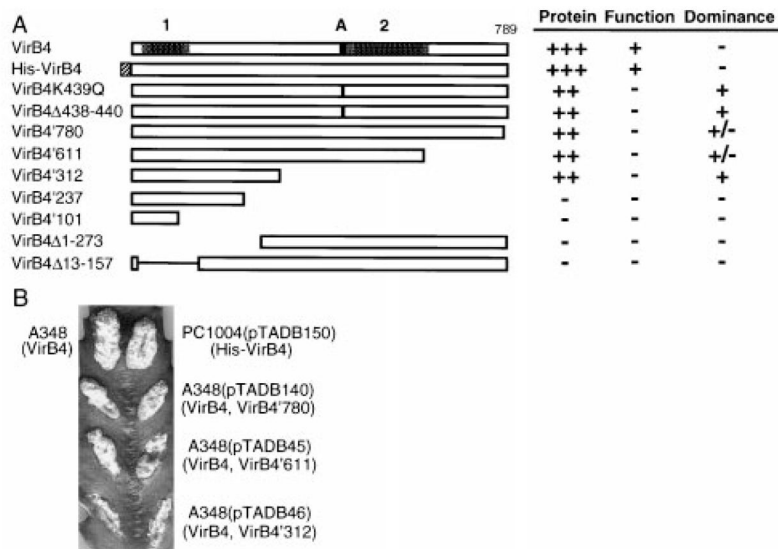 A
1 A 2 789
Protein Function Dominance
VirB4 +++ + -
His-VirB4 +++ + -
VirB4K439Q ++ - +
VirB4Δ438-440 ++ - +
VirB4'780 ++ - +/-
VirB4'611 ++ - +/-
VirB4'312 ++ - +
VirB4'237 - - -
VirB4'101 - - -
VirB4Δ1-273 - - -
VirB4Δ13-157 - - -
B
A348
(VirB4)
PC1004(pTADB150)
(His-VirB4)
A348(pTADB140)
(VirB4, VirB4'780)
A348(pTADB45)
(VirB4, VirB4'611)
A348(pTADB46)
(VirB4, VirB4'312)